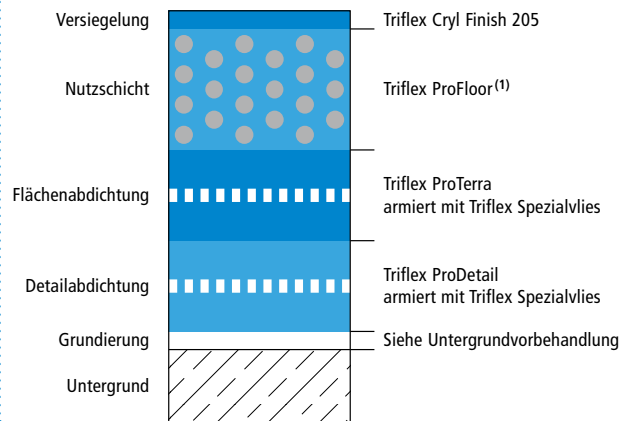 Versiegelung
Triflex Cryl Finish 205
Nutzschicht
Triflex ProFloor(1)
Flächenabdichtung
Triflex ProTerra
armiert mit Triflex Spezialvlies
Detailabdichtung
Triflex ProDetail
armiert mit Triflex Spezialvlies
Grundierung
Siehe Untergrundvorbehandlung
Untergrund